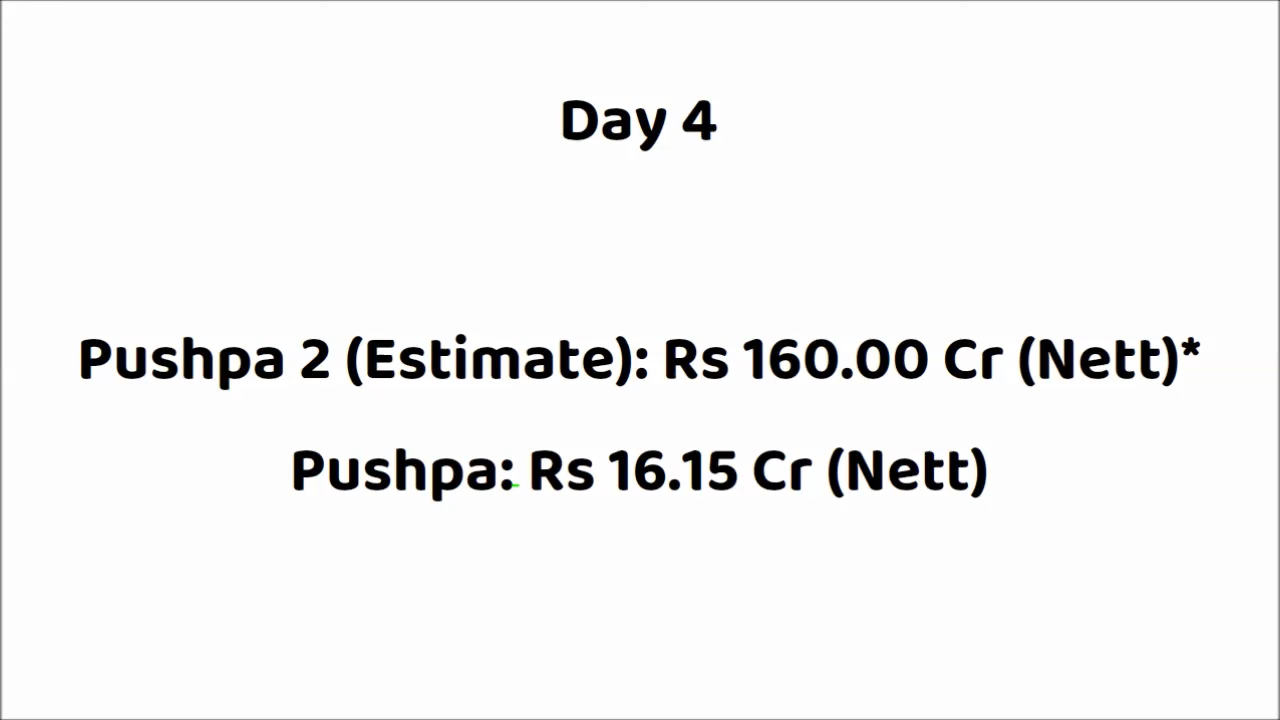 Day 4
Pushpa 2 (Estimate): Rs 160.00 Cr (Nett)*
Pushpa: Rs 16.15 Cr (Nett)